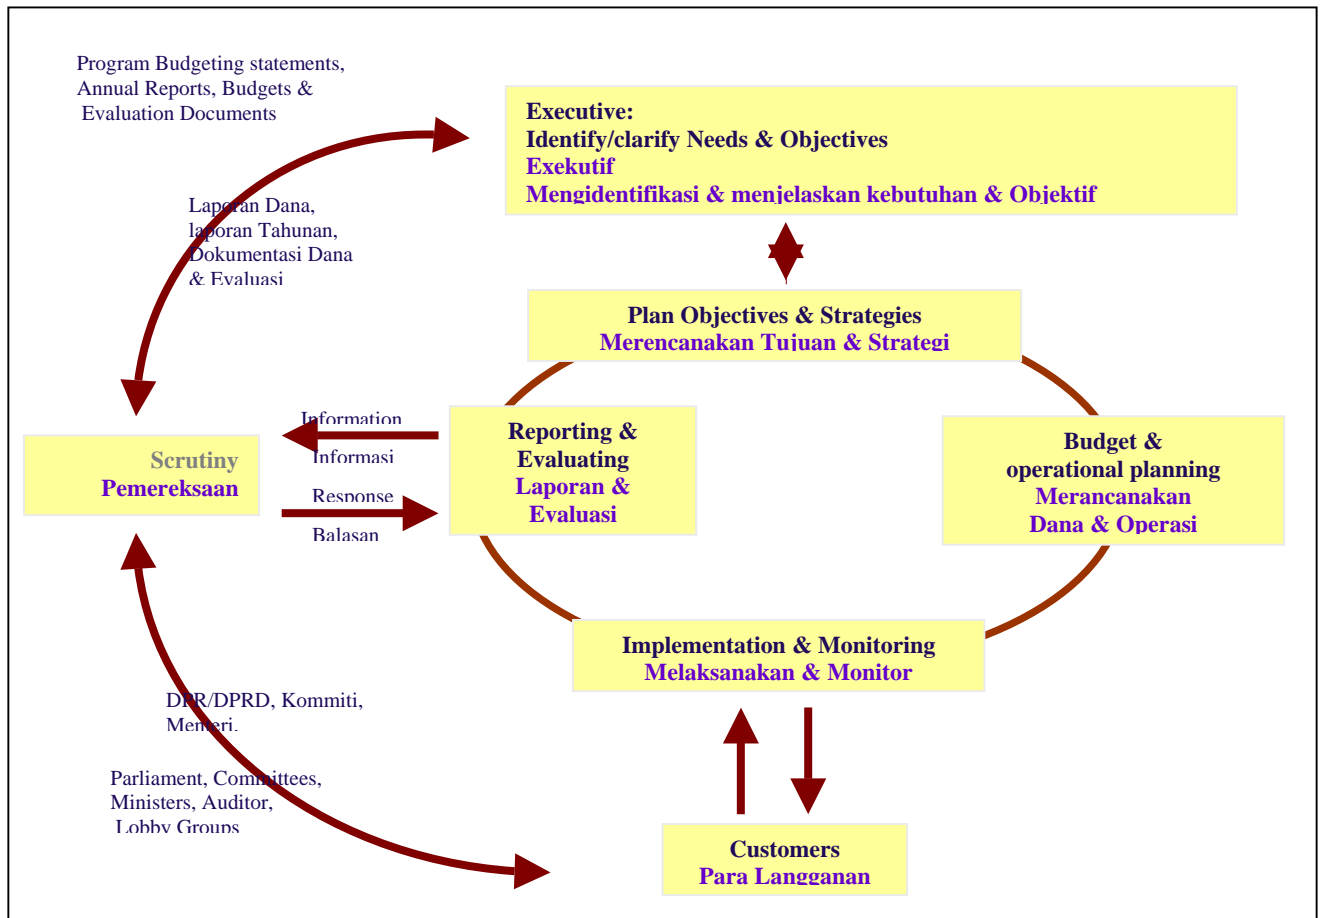 Program Budgeting statements,
Annual Reports, Budgets &
Evaluation Documents
Executive:
Identify/clarify Needs & Objectives
Exekutif
Mengidentifikasi & menjelaskan kebutuhan & Objektif
Laporan Dana,
laporan Tahunan,
Dokumentasi Dana
& Evaluasi
Plan Objectives & Strategies
Merencanakan Tujuan & Strategi
Information
Informasi
Response
Balasan
Scrutiny
Pemereksaan
Reporting &
Evaluating
Laporan &
Evaluasi
Budget &
operational planning
Merancanakan
Dana & Operasi
Implementation & Monitoring
Melaksanakan & Monitor
DPR/DPRD, Kommiti,
Menteri,
Parliament, Committees,
Ministers, Auditor,
Lobby Groups
Customers
Para Langganan